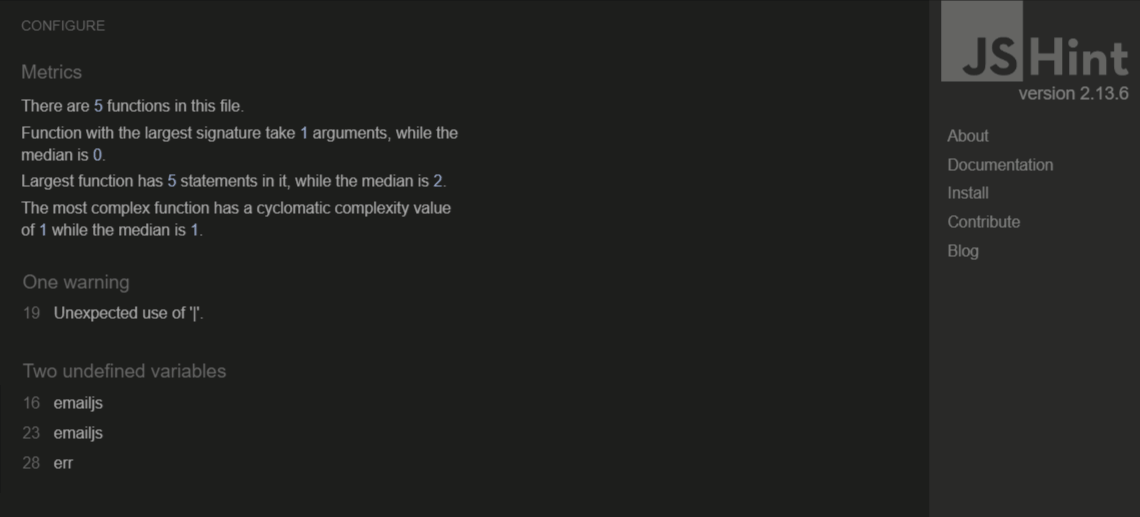 CONFIGURE
Metrics
There are 5 functions in this file.
Function with the largest signature take 1 arguments, while the
median is 0.
Largest function has 5 statements in it, while the median is 2.
The most complex function has a cyclomatic complexity value
of 1 while the median is 1.
One warning
19 Unexpected use of '|'.
Two undefined variables
16 emailjs
23 emailjs
28 err
JSHint
version 2.13.6
About
Documentation
Install
Contribute
Blog